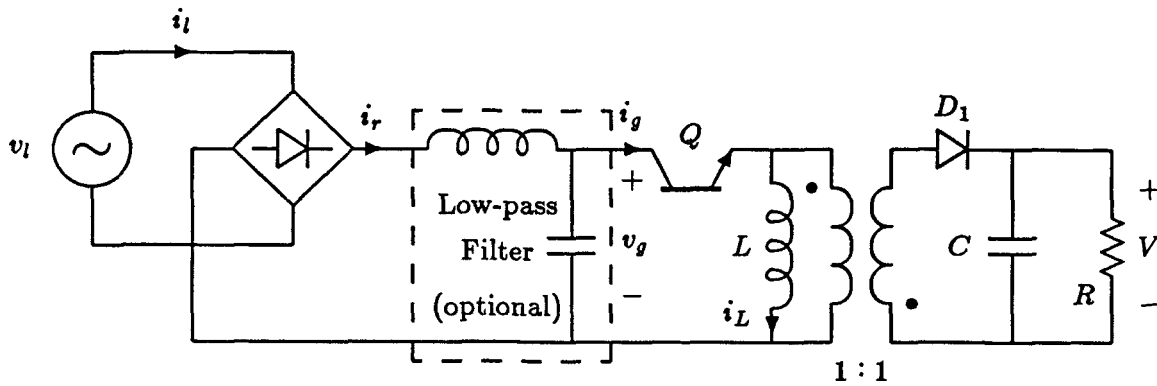 i_l
v_l
i_r
i_g
Q
D_1
+
Low-pass
Filter
(optional)
v_g
−
L
i_L
1 : 1
C
R
+
V
−